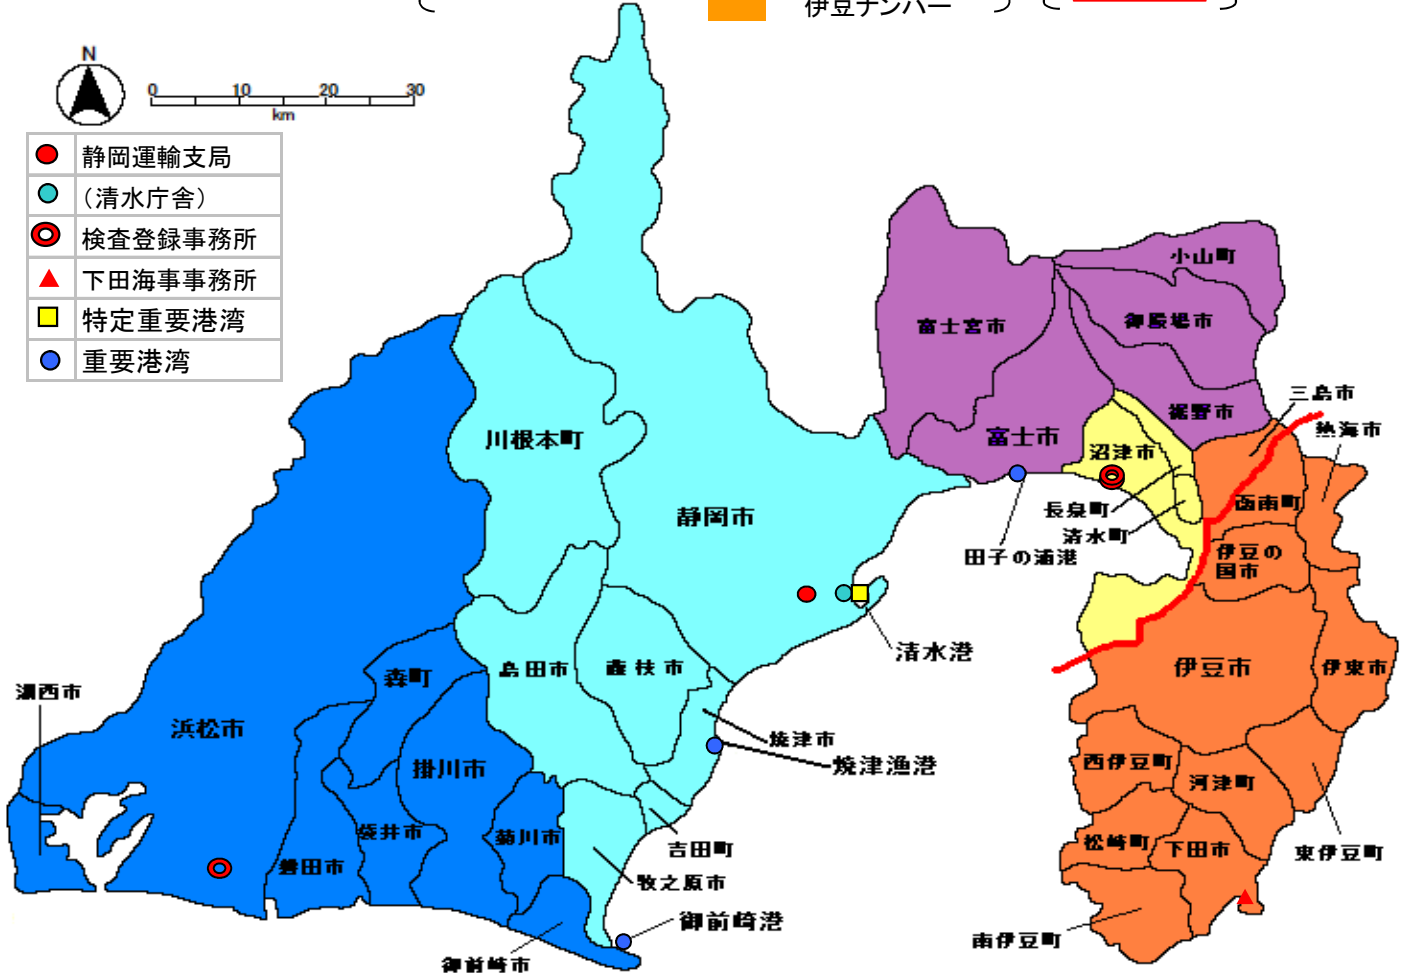 伊豆ナンバー
N
0 10 20 30
km
静岡運輸支局
(清水庁舎)
検査登録事務所
下田海事事務所
特定重要港湾
重要港湾
小山町
富士宮市
御殿場市
三島市
裾野市
熱海市
富士市
沼津市
川根本町
長泉町
函南町
静岡市
清水町
田子の浦港
伊豆の
国市
清水港
島田市
藤枝市
伊豆市
伊東市
森町
湖西市
浜松市
焼津市
焼津漁港
掛川市
西伊豆町
河津町
袋井市
菊川市
吉田町
松崎町
下田市
東伊豆町
磐田市
牧之原市
御前崎港
南伊豆町
御前崎市